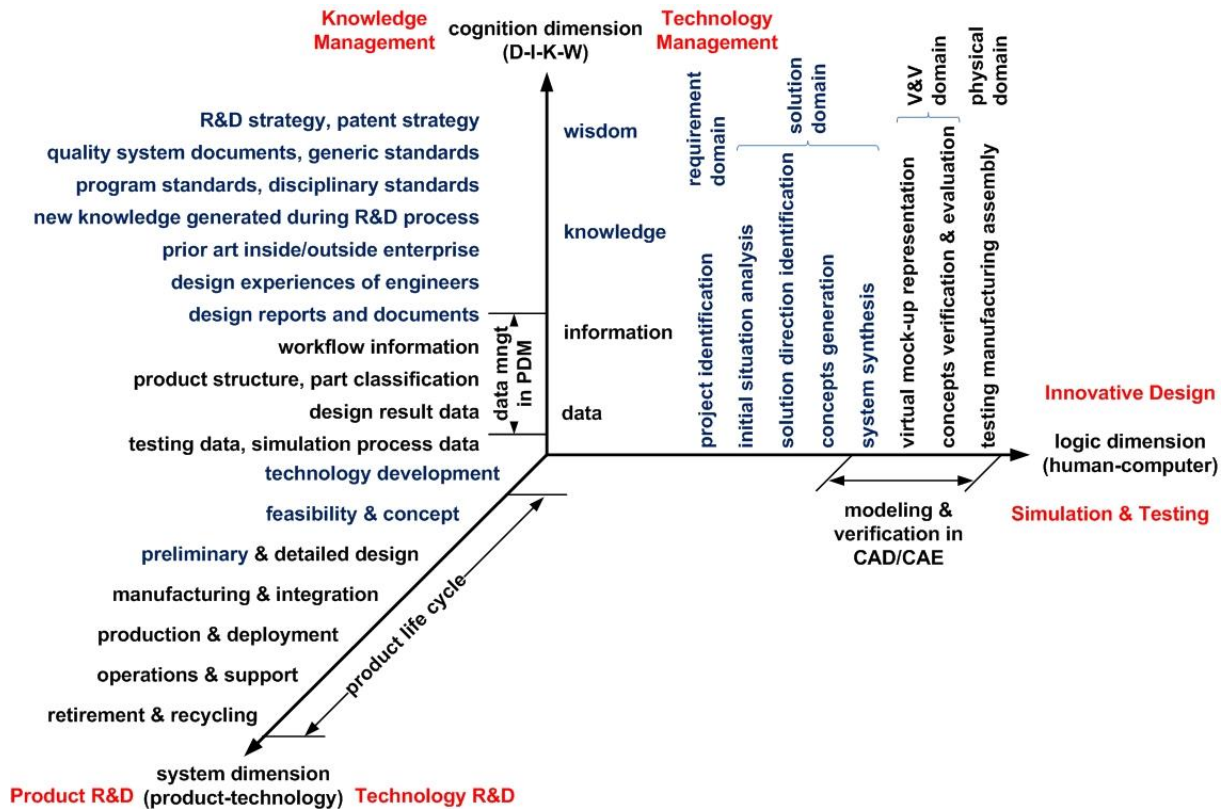 Knowledge
Management
cognition dimension
(D-I-K-W)
Technology
Management
R&D strategy, patent strategy
quality system documents, generic standards
program standards, disciplinary standards
new knowledge generated during R&D process
prior art inside/outside enterprise
design experiences of engineers
design reports and documents
workflow information
product structure, part classification
design result data
testing data, simulation process data
data mngt
in PDM
wisdom
knowledge
information
data
requirement
domain
solution
domain
V&V
domain
physical
domain
project identification
initial situation analysis
solution direction identification
concepts generation
system synthesis
virtual mock-up representation
concepts verification & evaluation
testing manufacturing assembly
Innovative Design
logic dimension
(human-computer)
Simulation & Testing
modeling &
verification in
CAD/CAE
technology development
feasibility & concept
preliminary & detailed design
manufacturing & integration
production & deployment
operations & support
retirement & recycling
product life cycle
system dimension
(product-technology)
Product R&D
Technology R&D